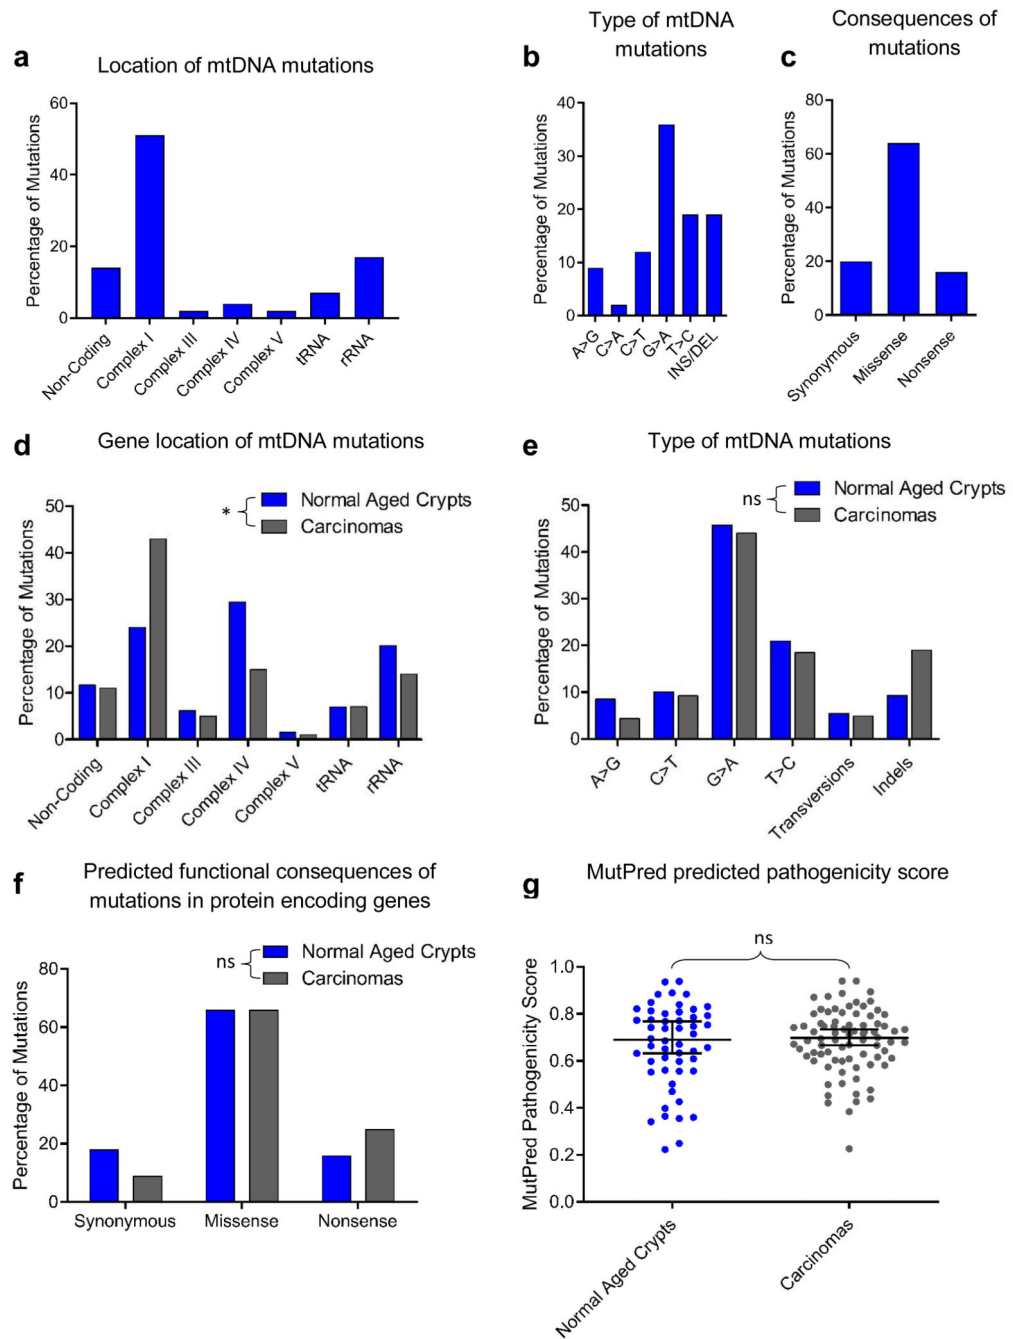 a
Location of mtDNA mutations
Percentage of Mutations
60
40
20
0
Non-Coding
Complex I
Complex III
Complex IV
Complex V
tRNA
rRNA
b
Type of mtDNA
mutations
Percentage of Mutations
40
30
20
10
0
A>G
C>A
C>T
G>A
T>C
INS/DEL
c
Consequences of
mutations
Percentage of Mutations
80
60
40
20
0
Synonymous
Missense
Nonsense
d
Gene location of mtDNA mutations
* Normal Aged Crypts
Carcinomas
Percentage of Mutations
50
40
30
20
10
0
Non-Coding
Complex I
Complex III
Complex IV
Complex V
tRNA
rRNA
e
Type of mtDNA mutations
ns Normal Aged Crypts
Carcinomas
Percentage of Mutations
50
40
30
20
10
0
A>G
C>T
G>A
T>C
Transversions
Indels
f
Predicted functional consequences of
mutations in protein encoding genes
ns Normal Aged Crypts
Carcinomas
Percentage of Mutations
80
60
40
20
0
Synonymous
Missense
Nonsense
g
MutPred predicted pathogenicity score
ns
MutPred Pathogenicity Score
1.0
0.8
0.6
0.4
0.2
0.0
Normal Aged Crypts
Carcinomas